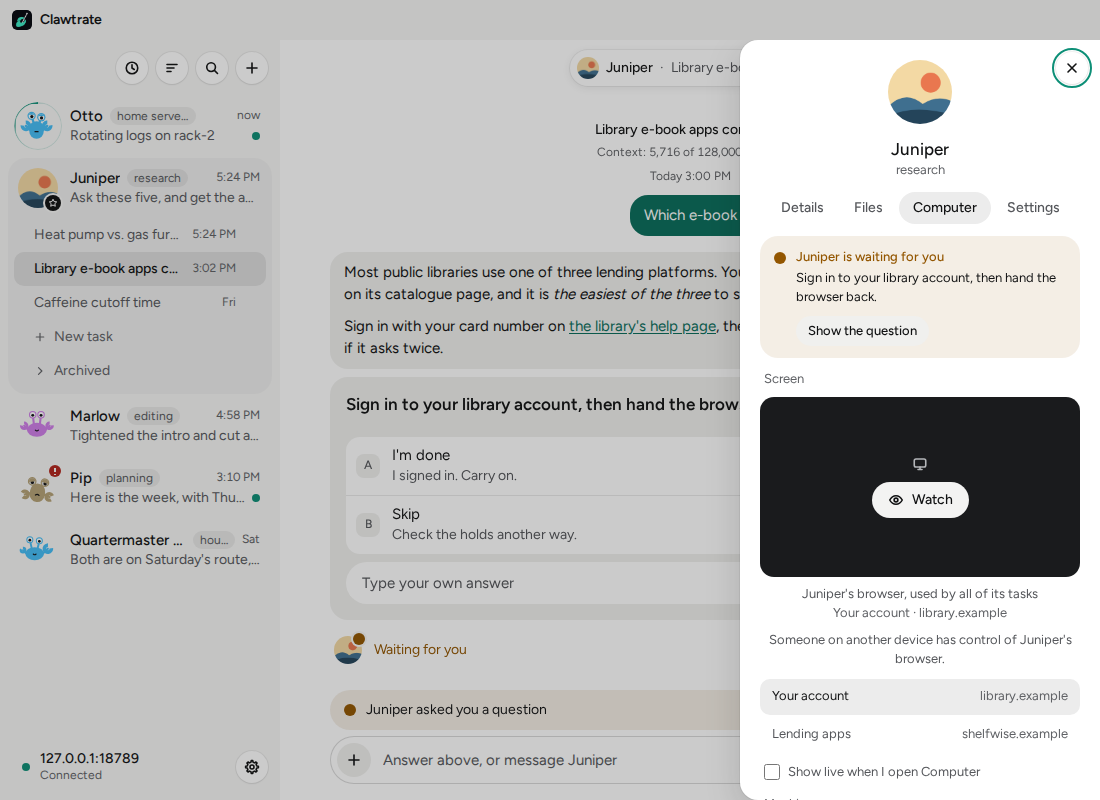 Clawtrate
Otto home serve... now
Rotating logs on rack-2
Juniper research 5:24 PM
Ask these five, and get the a...
Heat pump vs. gas fur... 5:24 PM
Library e-book apps c... 3:02 PM
Caffeine cutoff time Fri
New task
Archived
Marlow editing 4:58 PM
Tightened the intro and cut a...
Pip planning 3:10 PM
Here is the week, with Thu...
Quartermaster ... hou... Sat
Both are on Saturday's route,...
127.0.0.1:18789
Connected
Juniper · Library e-b
Library e-book apps co
Context: 5,716 of 128,000
Today 3:00 PM
Which e-book
Most public libraries use one of three lending platforms. You
on its catalogue page, and it is the easiest of the three to s
Sign in with your card number on the library's help page, the
if it asks twice.
Sign in to your library account, then hand the brow
A I'm done
I signed in. Carry on.
B Skip
Check the holds another way.
Type your own answer
Waiting for you
Juniper asked you a question
Answer above, or message Juniper
Juniper
research
Details Files Computer Settings
Juniper is waiting for you
Sign in to your library account, then hand the
browser back.
Show the question
Screen
Watch
Juniper's browser, used by all of its tasks
Your account · library.example
Someone on another device has control of Juniper's
browser.
Your account library.example
Lending apps shelfwise.example
Show live when I open Computer